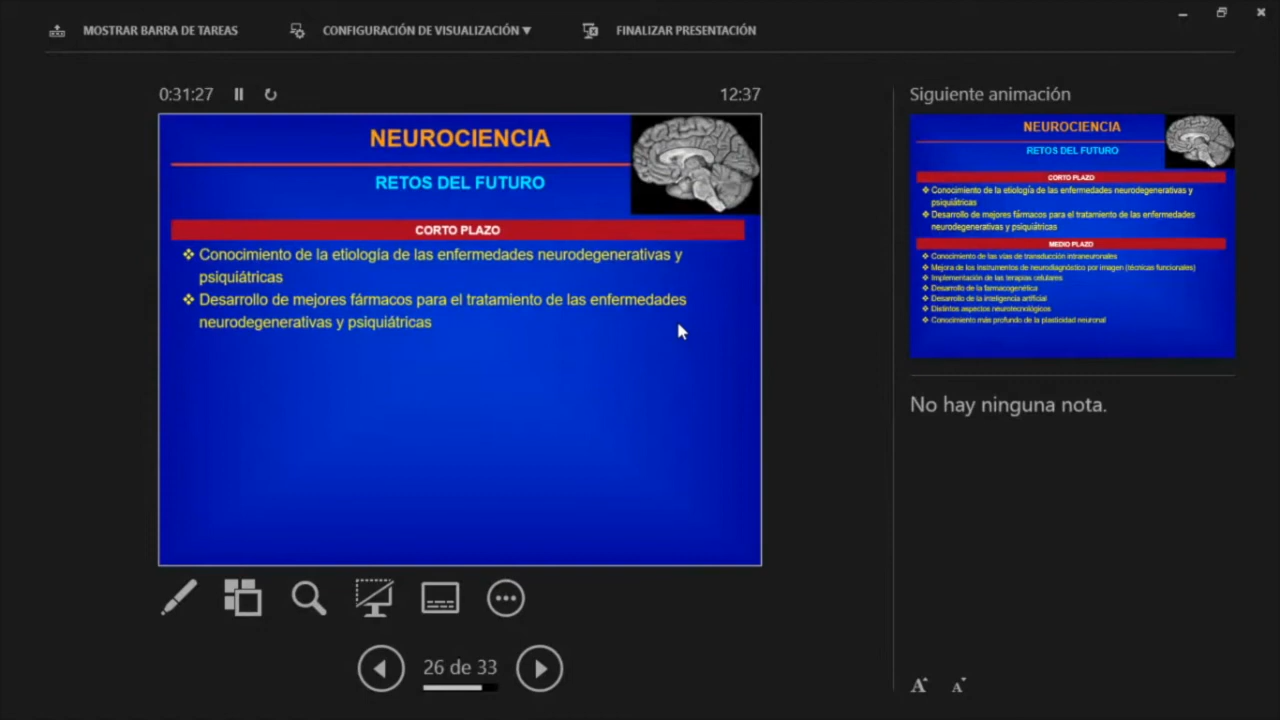 MOSTRAR BARRA DE TAREAS
CONFIGURACIÓN DE VISUALIZACIÓN ▼
FINALIZAR PRESENTACIÓN
0:31:27
12:37
NEUROCIENCIA
RETOS DEL FUTURO
CORTO PLAZO
❖ Conocimiento de la etiología de las enfermedades neurodegenerativas y
psiquiátricas
❖ Desarrollo de mejores fármacos para el tratamiento de las enfermedades
neurodegenerativas y psiquiátricas
26 de 33
Siguiente animación
NEUROCIENCIA
RETOS DEL FUTURO
CORTO PLAZO
❖ Conocimiento de la etiología de las enfermedades neurodegenerativas y
psiquiátricas
❖ Desarrollo de mejores fármacos para el tratamiento de las enfermedades
neurodegenerativas y psiquiátricas
MEDIO PLAZO
❖ Conocimiento de las vías de transducción intraneuronales
❖ Mejora de los instrumentos de neurodiagnóstico por imagen (técnicas funcionales)
❖ Implementación de las terapias celulares
❖ Desarrollo de la farmacogenética
❖ Desarrollo de la inteligencia artificial
❖ Distintos aspectos neurotecnológicos
❖ Conocimiento más profundo de la plasticidad neuronal
No hay ninguna nota.
A A